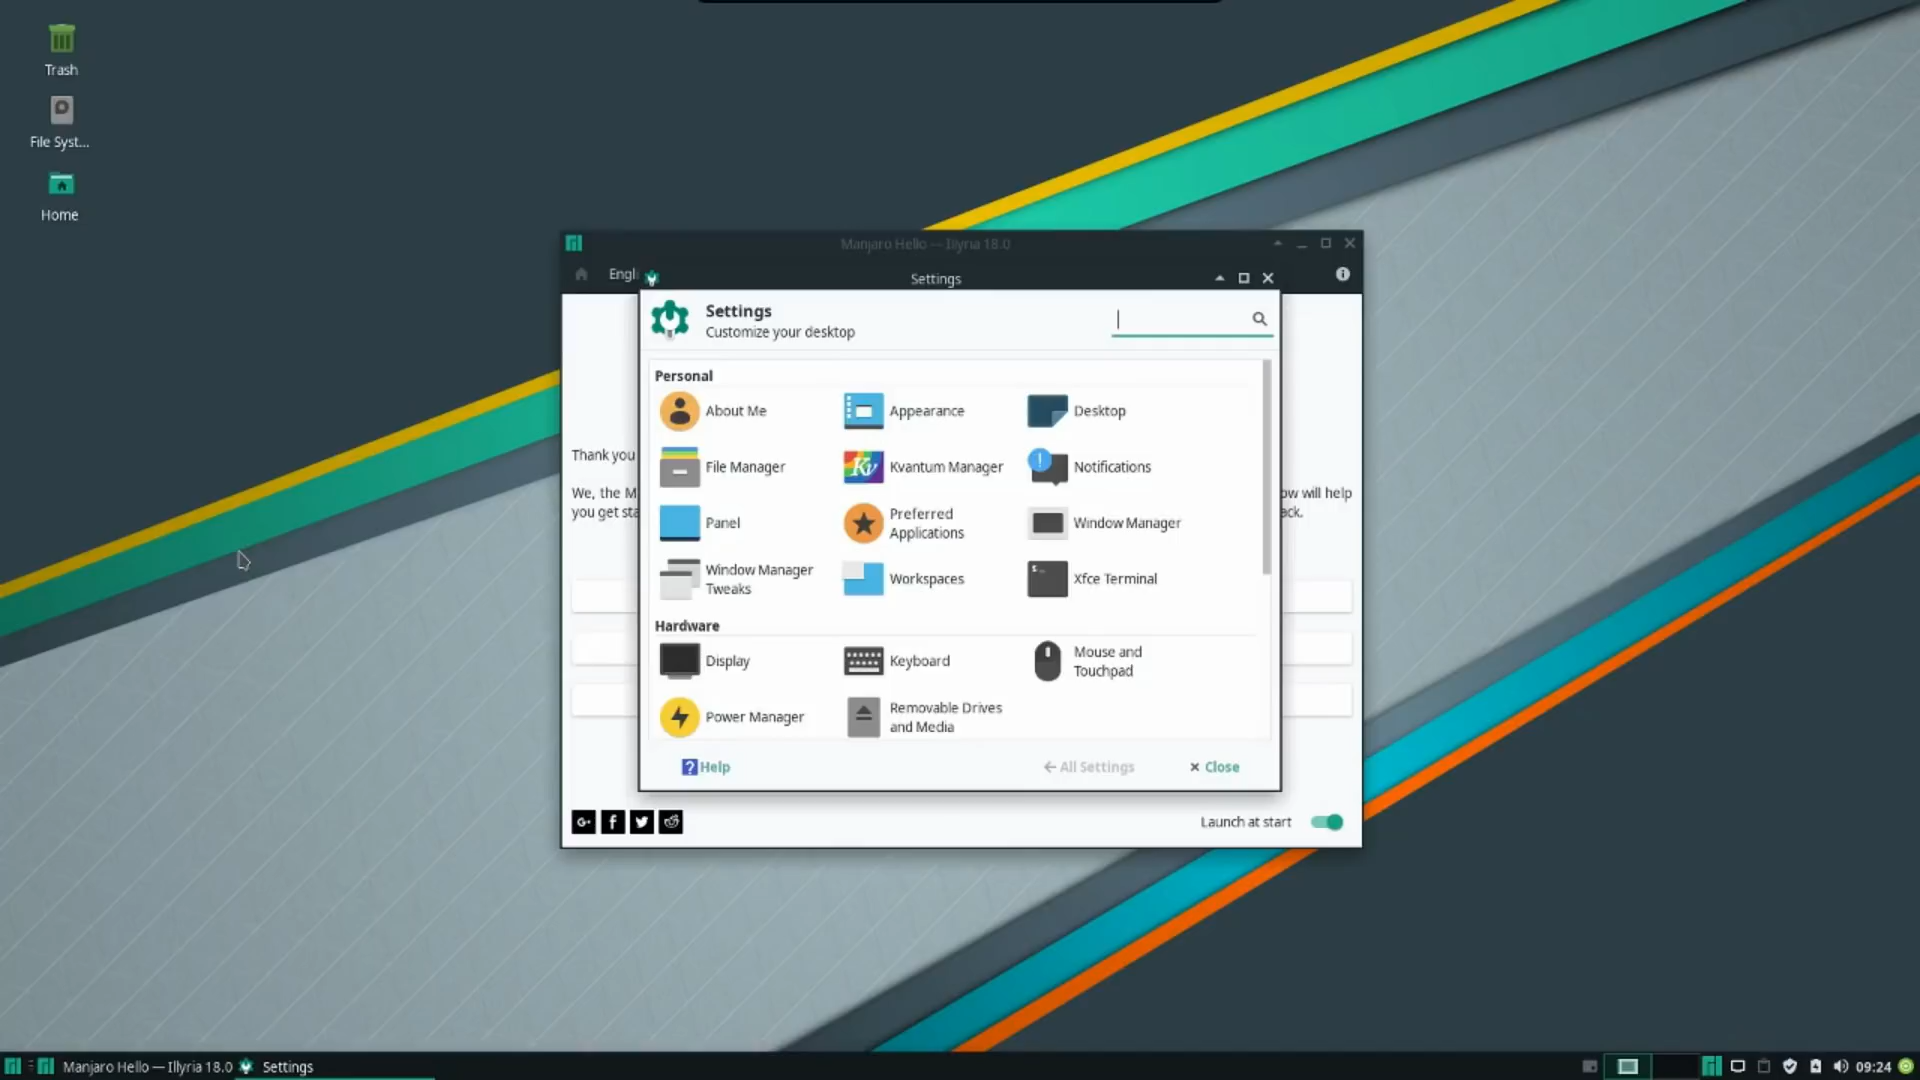 Trash
File Syst...
Home
Manjaro Hello — Illyria 18.0
Engl
Settings
Settings
Customize your desktop
Personal
About Me
Appearance
Desktop
File Manager
Kv
Kvantum Manager
Notifications
Panel
Preferred
Applications
Window Manager
Window Manager
Tweaks
Workspaces
Xfce Terminal
Hardware
Display
Keyboard
Mouse and
Touchpad
Power Manager
Removable Drives
and Media
Help
All Settings
Close
Thank you
We, the M
ow will help
you get sta
ack.
G+
Launch at start
Manjaro Hello — Illyria 18.0
Settings
09:24